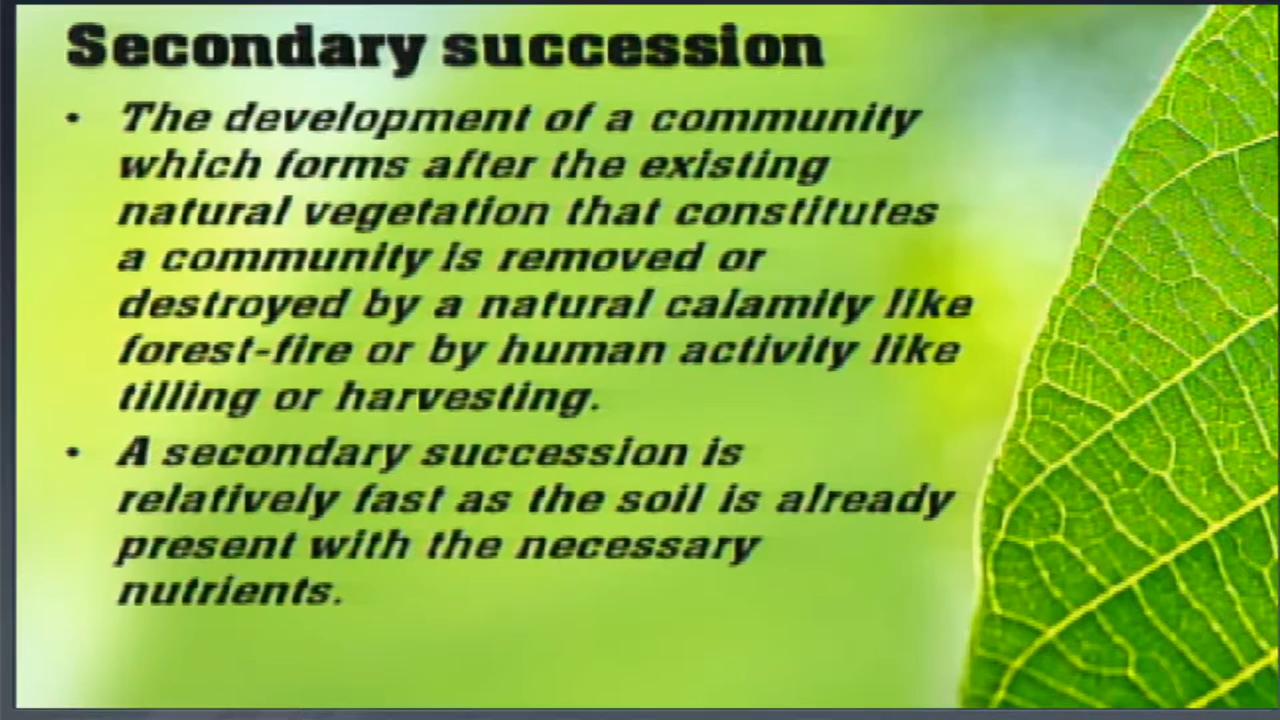 Secondary succession
• The development of a community
which forms after the existing
natural vegetation that constitutes
a community is removed or
destroyed by a natural calamity like
forest-fire or by human activity like
tilling or harvesting.
• A secondary succession is
relatively fast as the soil is already
present with the necessary
nutrients.